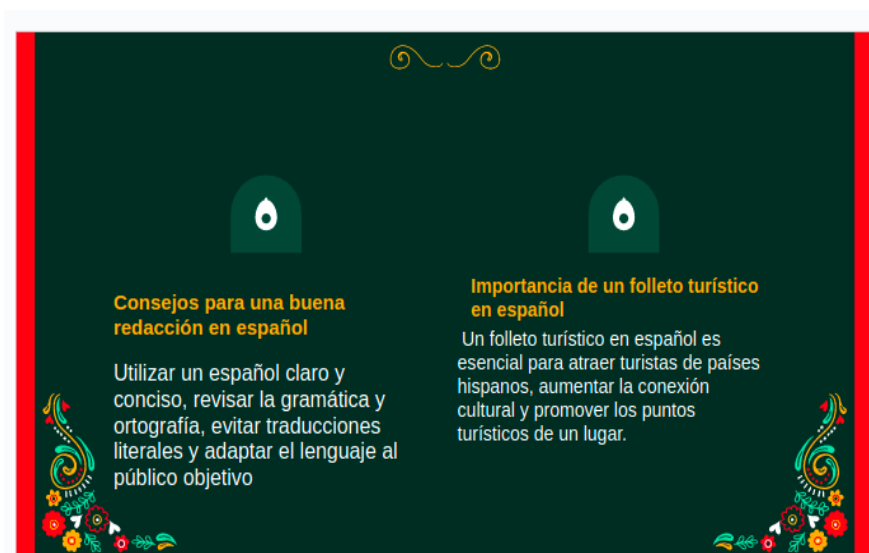 Consejos para una buena
redacción en español
Utilizar un español claro y
conciso, revisar la gramática y
ortografía, evitar traducciones
literales y adaptar el lenguaje al
público objetivo
Importancia de un folleto turístico
en español
Un folleto turístico en español es
esencial para atraer turistas de países
hispanos, aumentar la conexión
cultural y promover los puntos
turísticos de un lugar.